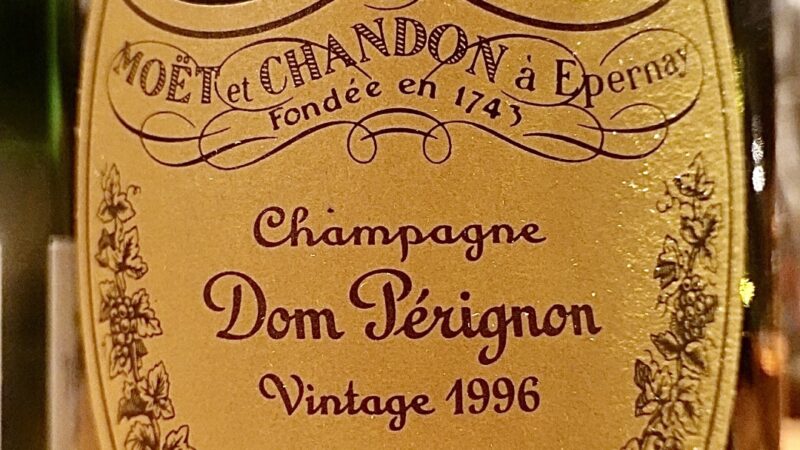 MOËT et CHANDON à Epernay
Fondée en 1743
Champagne
Dom Pérignon
Vintage 1996